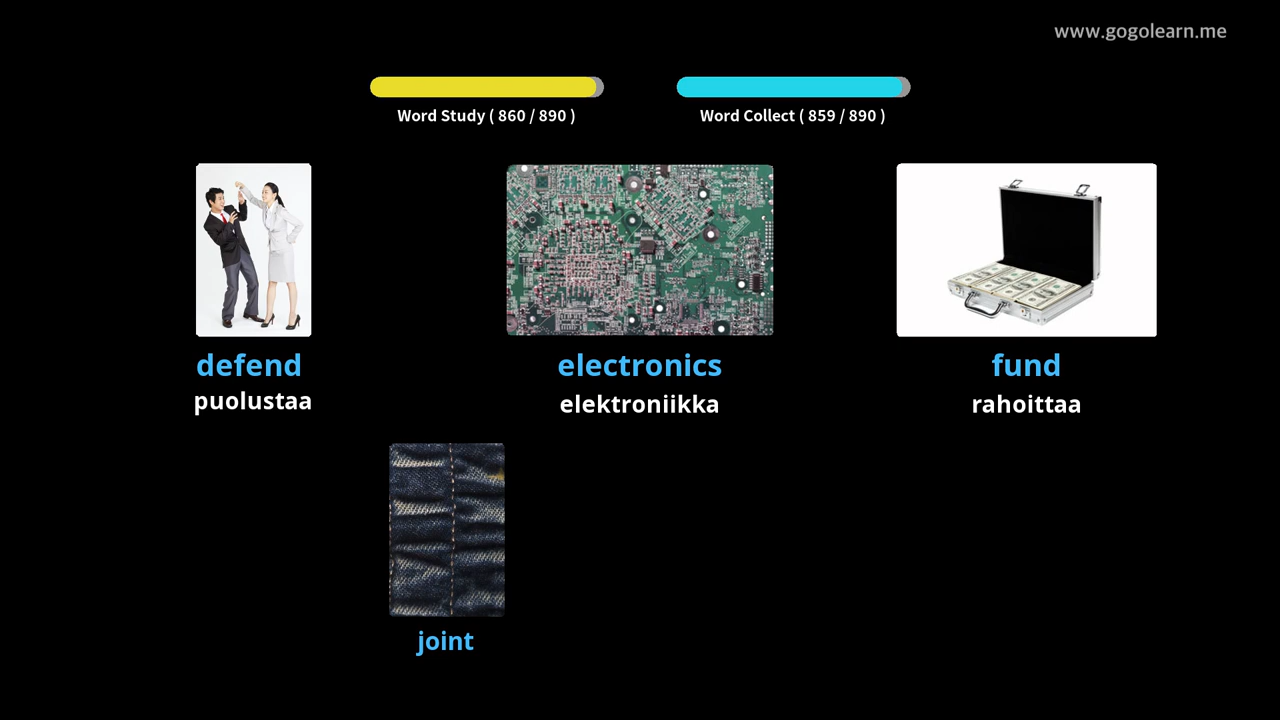 www.gogolearn.me
Word Study ( 860 / 890 )
Word Collect ( 859 / 890 )
defend
puolustaa
electronics
elektroniikka
fund
rahoittaa
joint